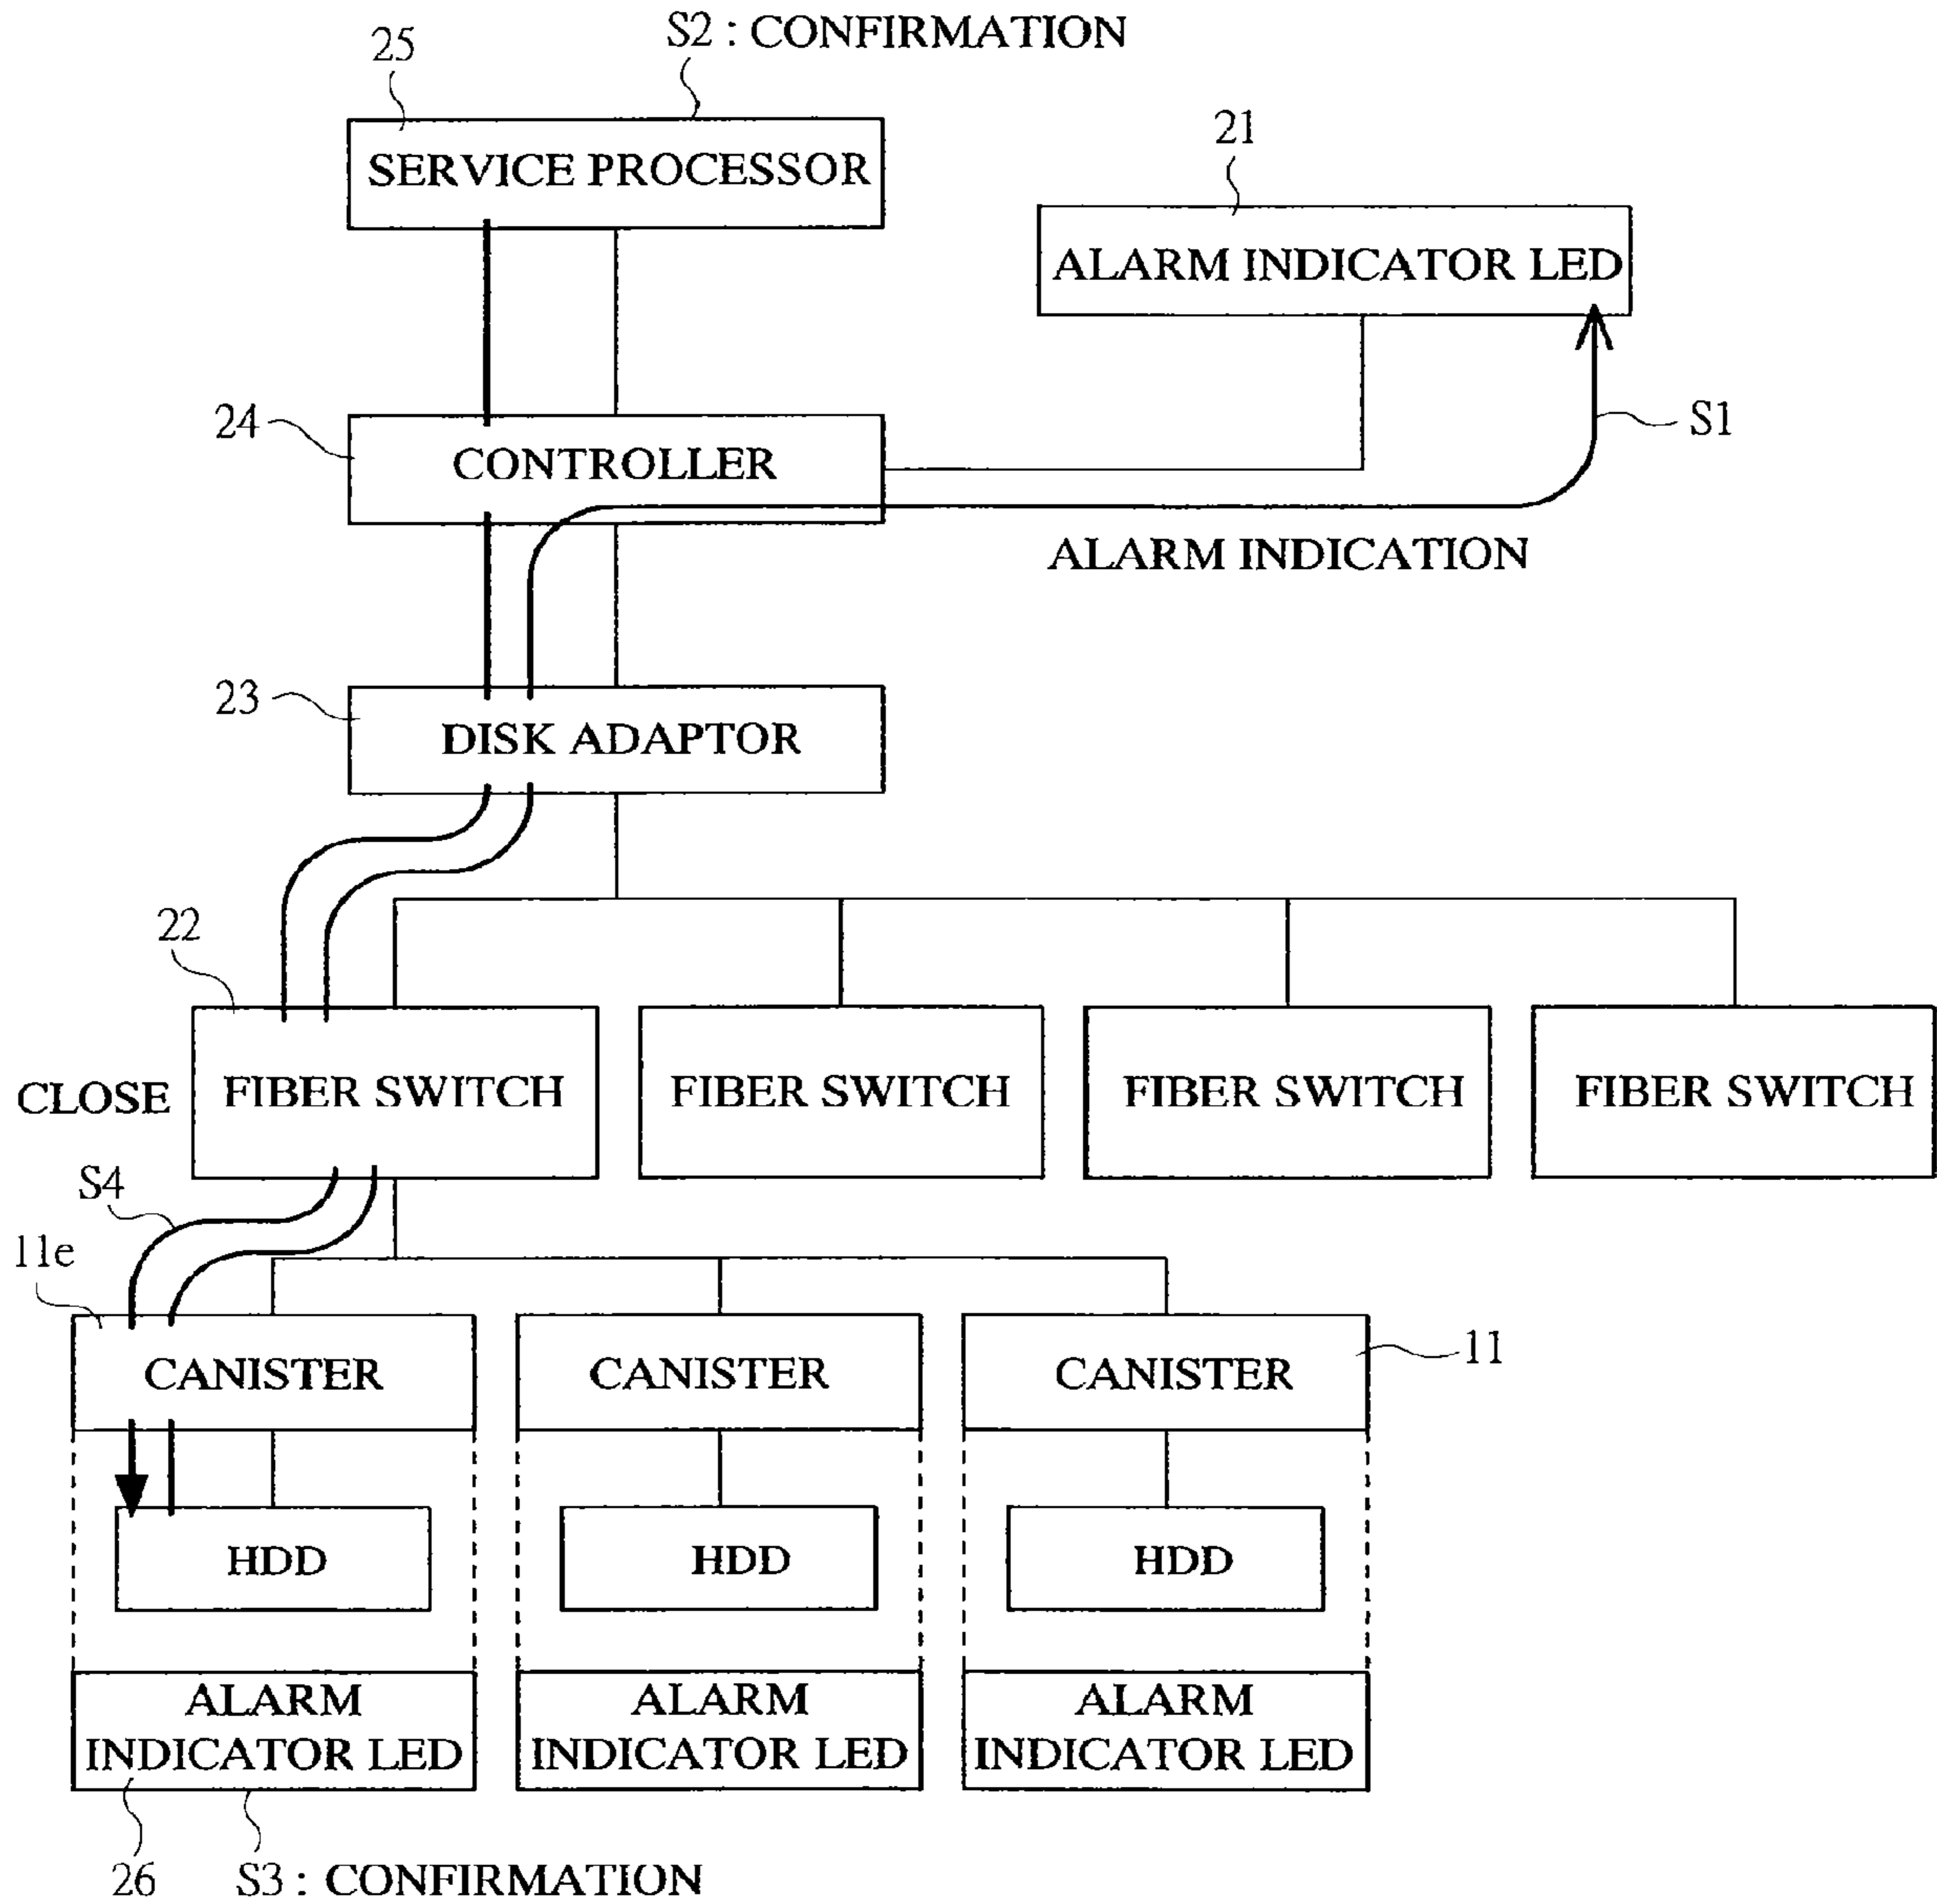 S2 : CONFIRMATION
25
21
SERVICE PROCESSOR
ALARM INDICATOR LED
24
S1
CONTROLLER
ALARM INDICATION
23
DISK ADAPTOR
22
CLOSE
FIBER SWITCH
FIBER SWITCH
FIBER SWITCH
FIBER SWITCH
S4
11e
CANISTER
CANISTER
CANISTER
11
HDD
HDD
HDD
ALARM
INDICATOR LED
ALARM
INDICATOR LED
ALARM
INDICATOR LED
26
S3 : CONFIRMATION